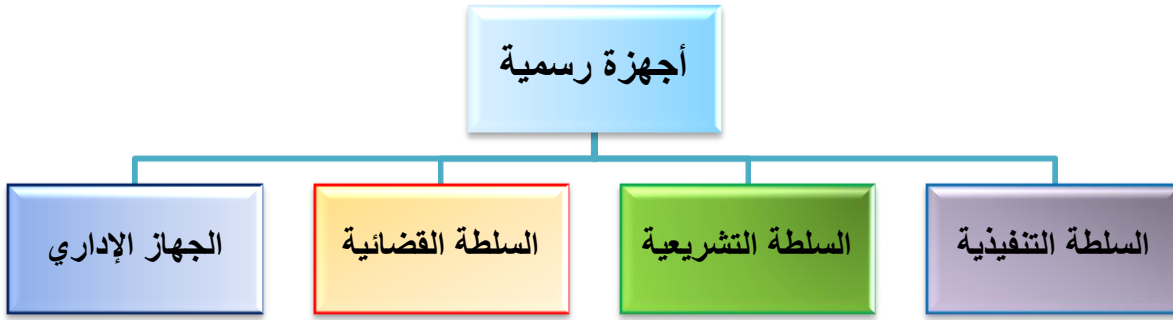 أجهزة رسمية
السلطة التنفيذية
السلطة التشريعية
السلطة القضائية
الجهاز الإداري